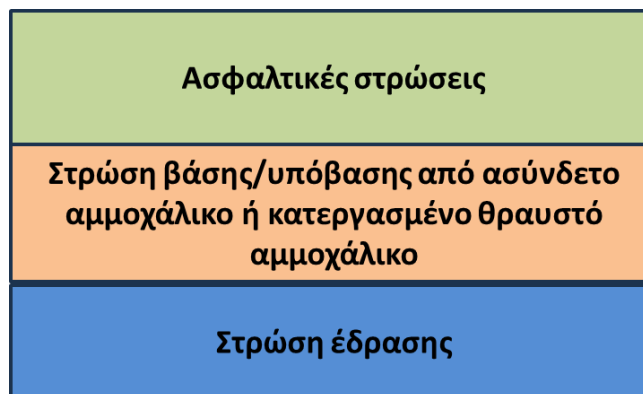 Ασφαλτικές στρώσεις
Στρώση βάσης/υπόβασης από ασύνδετο
αμμοχάλικο ή κατεργασμένο θραυστό
αμμοχάλικο
Στρώση έδρασης